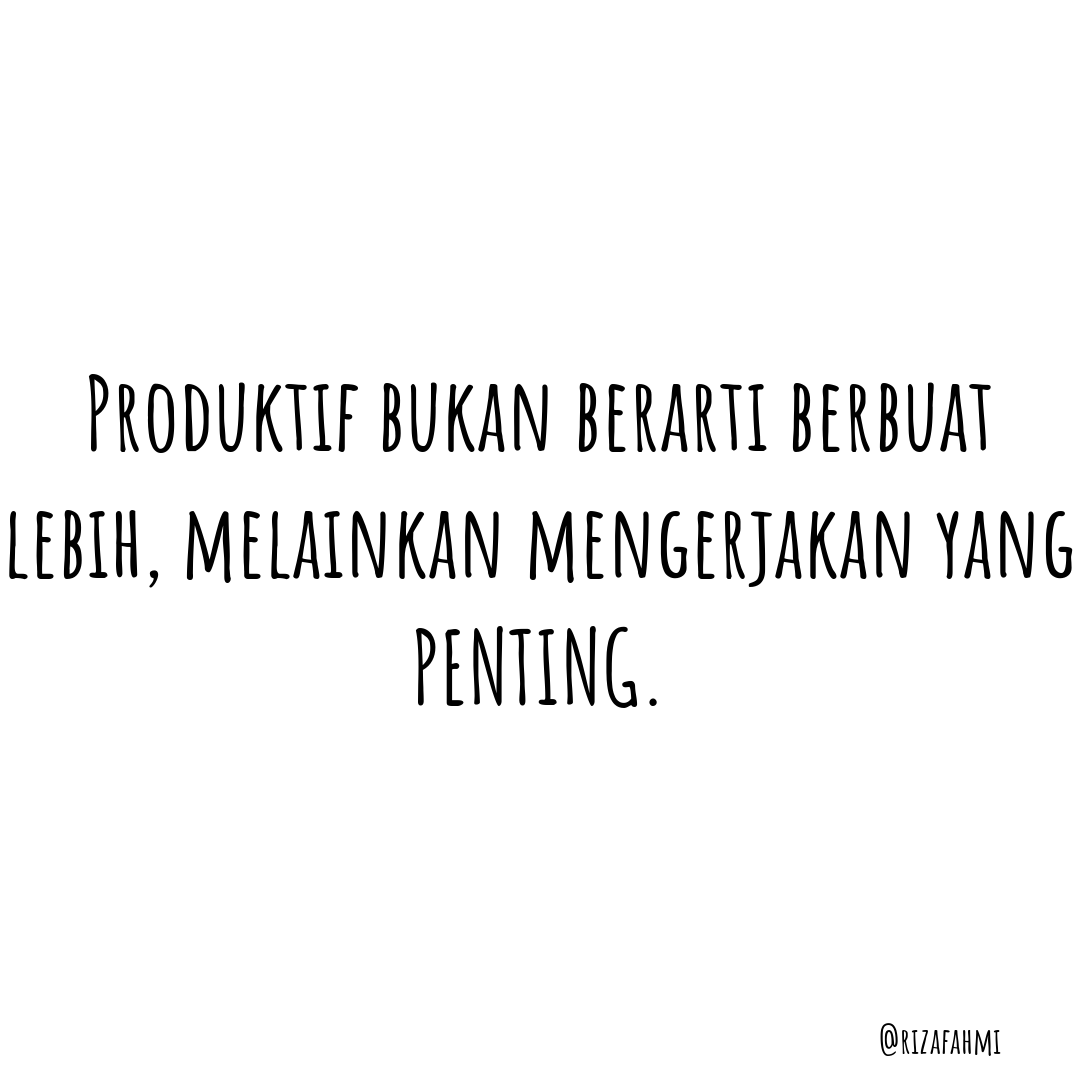 Produktif bukan berarti berbuat
lebih, melainkan mengerjakan yang
penting.
@rizafahmi